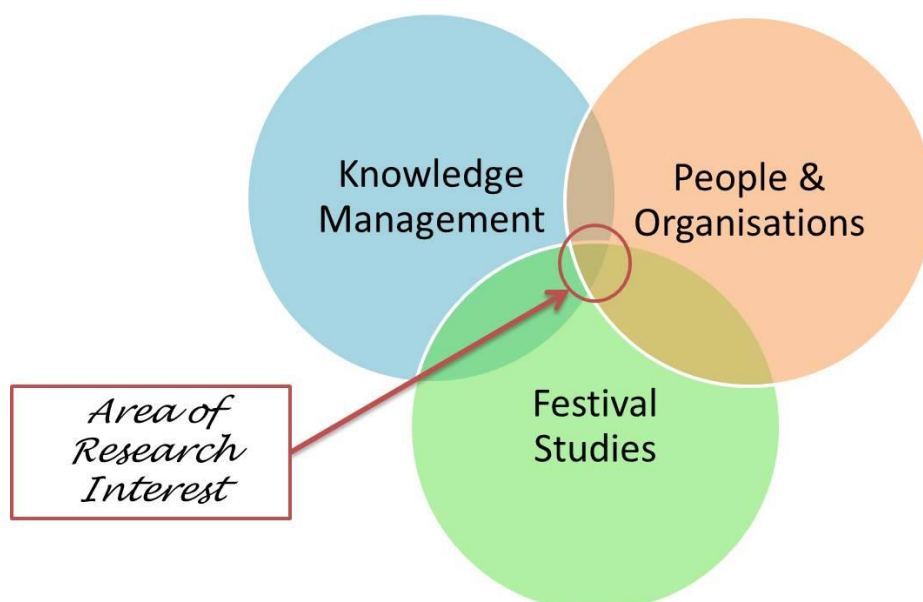 Knowledge
Management
People &
Organisations
Festival
Studies
Area of
Research
Interest